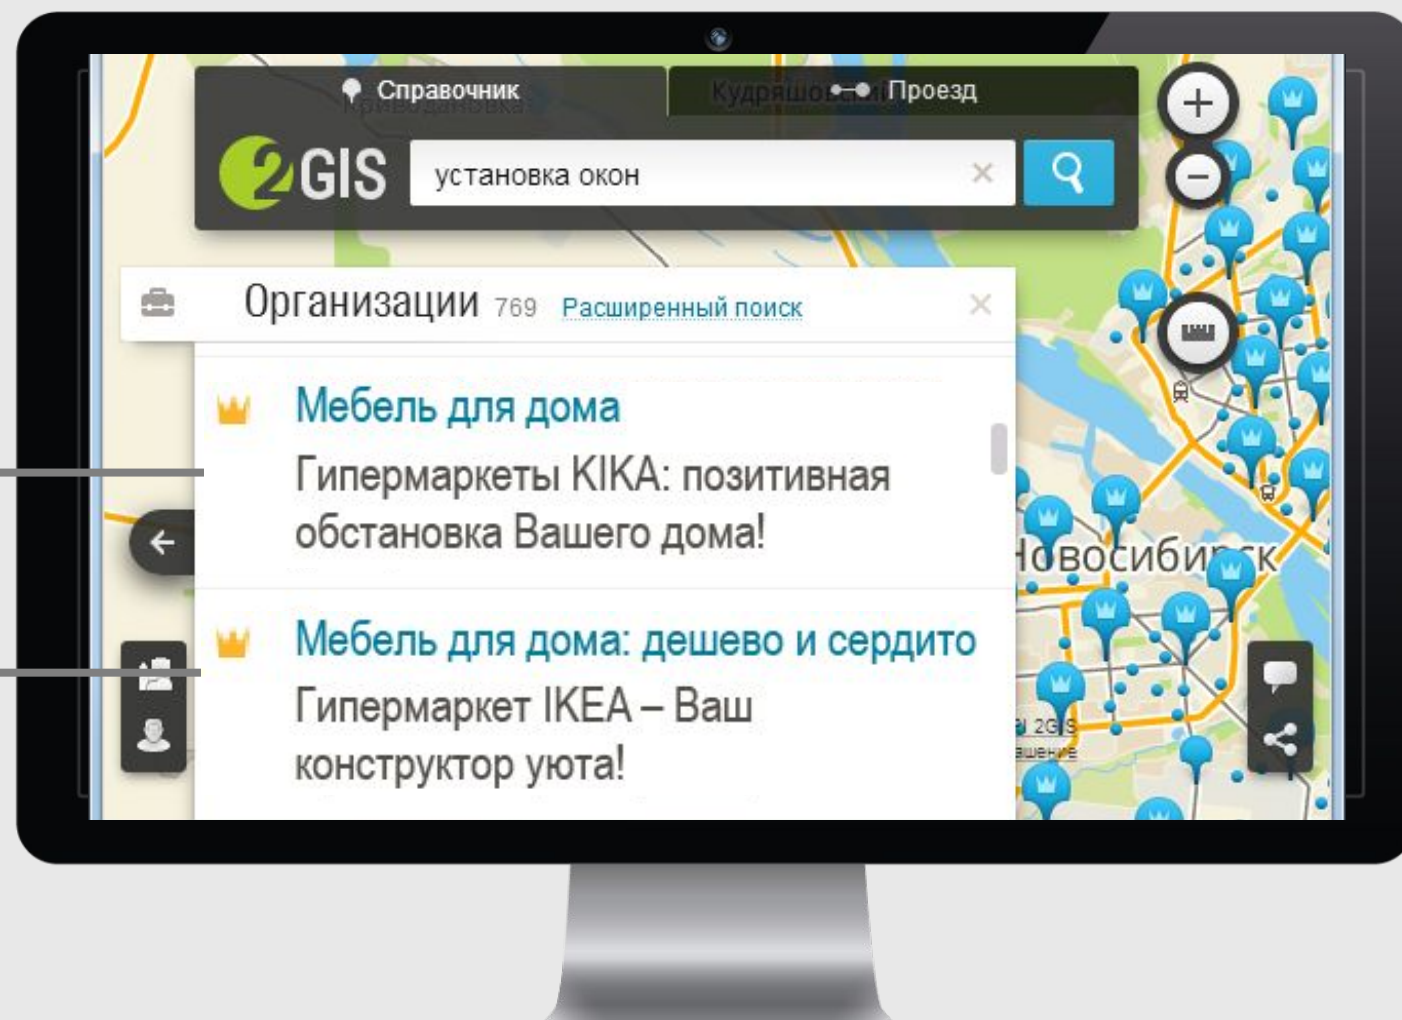 Справочник
Проезд
2GIS
установка окон
Организации 769 Расширенный поиск
Мебель для дома
Гипермаркеты KIKA: позитивная
обстановка Вашего дома!
Мебель для дома: дешево и сердито
Гипермаркет IKEA – Ваш
конструктор уюта!
Новосибирск
2GIS